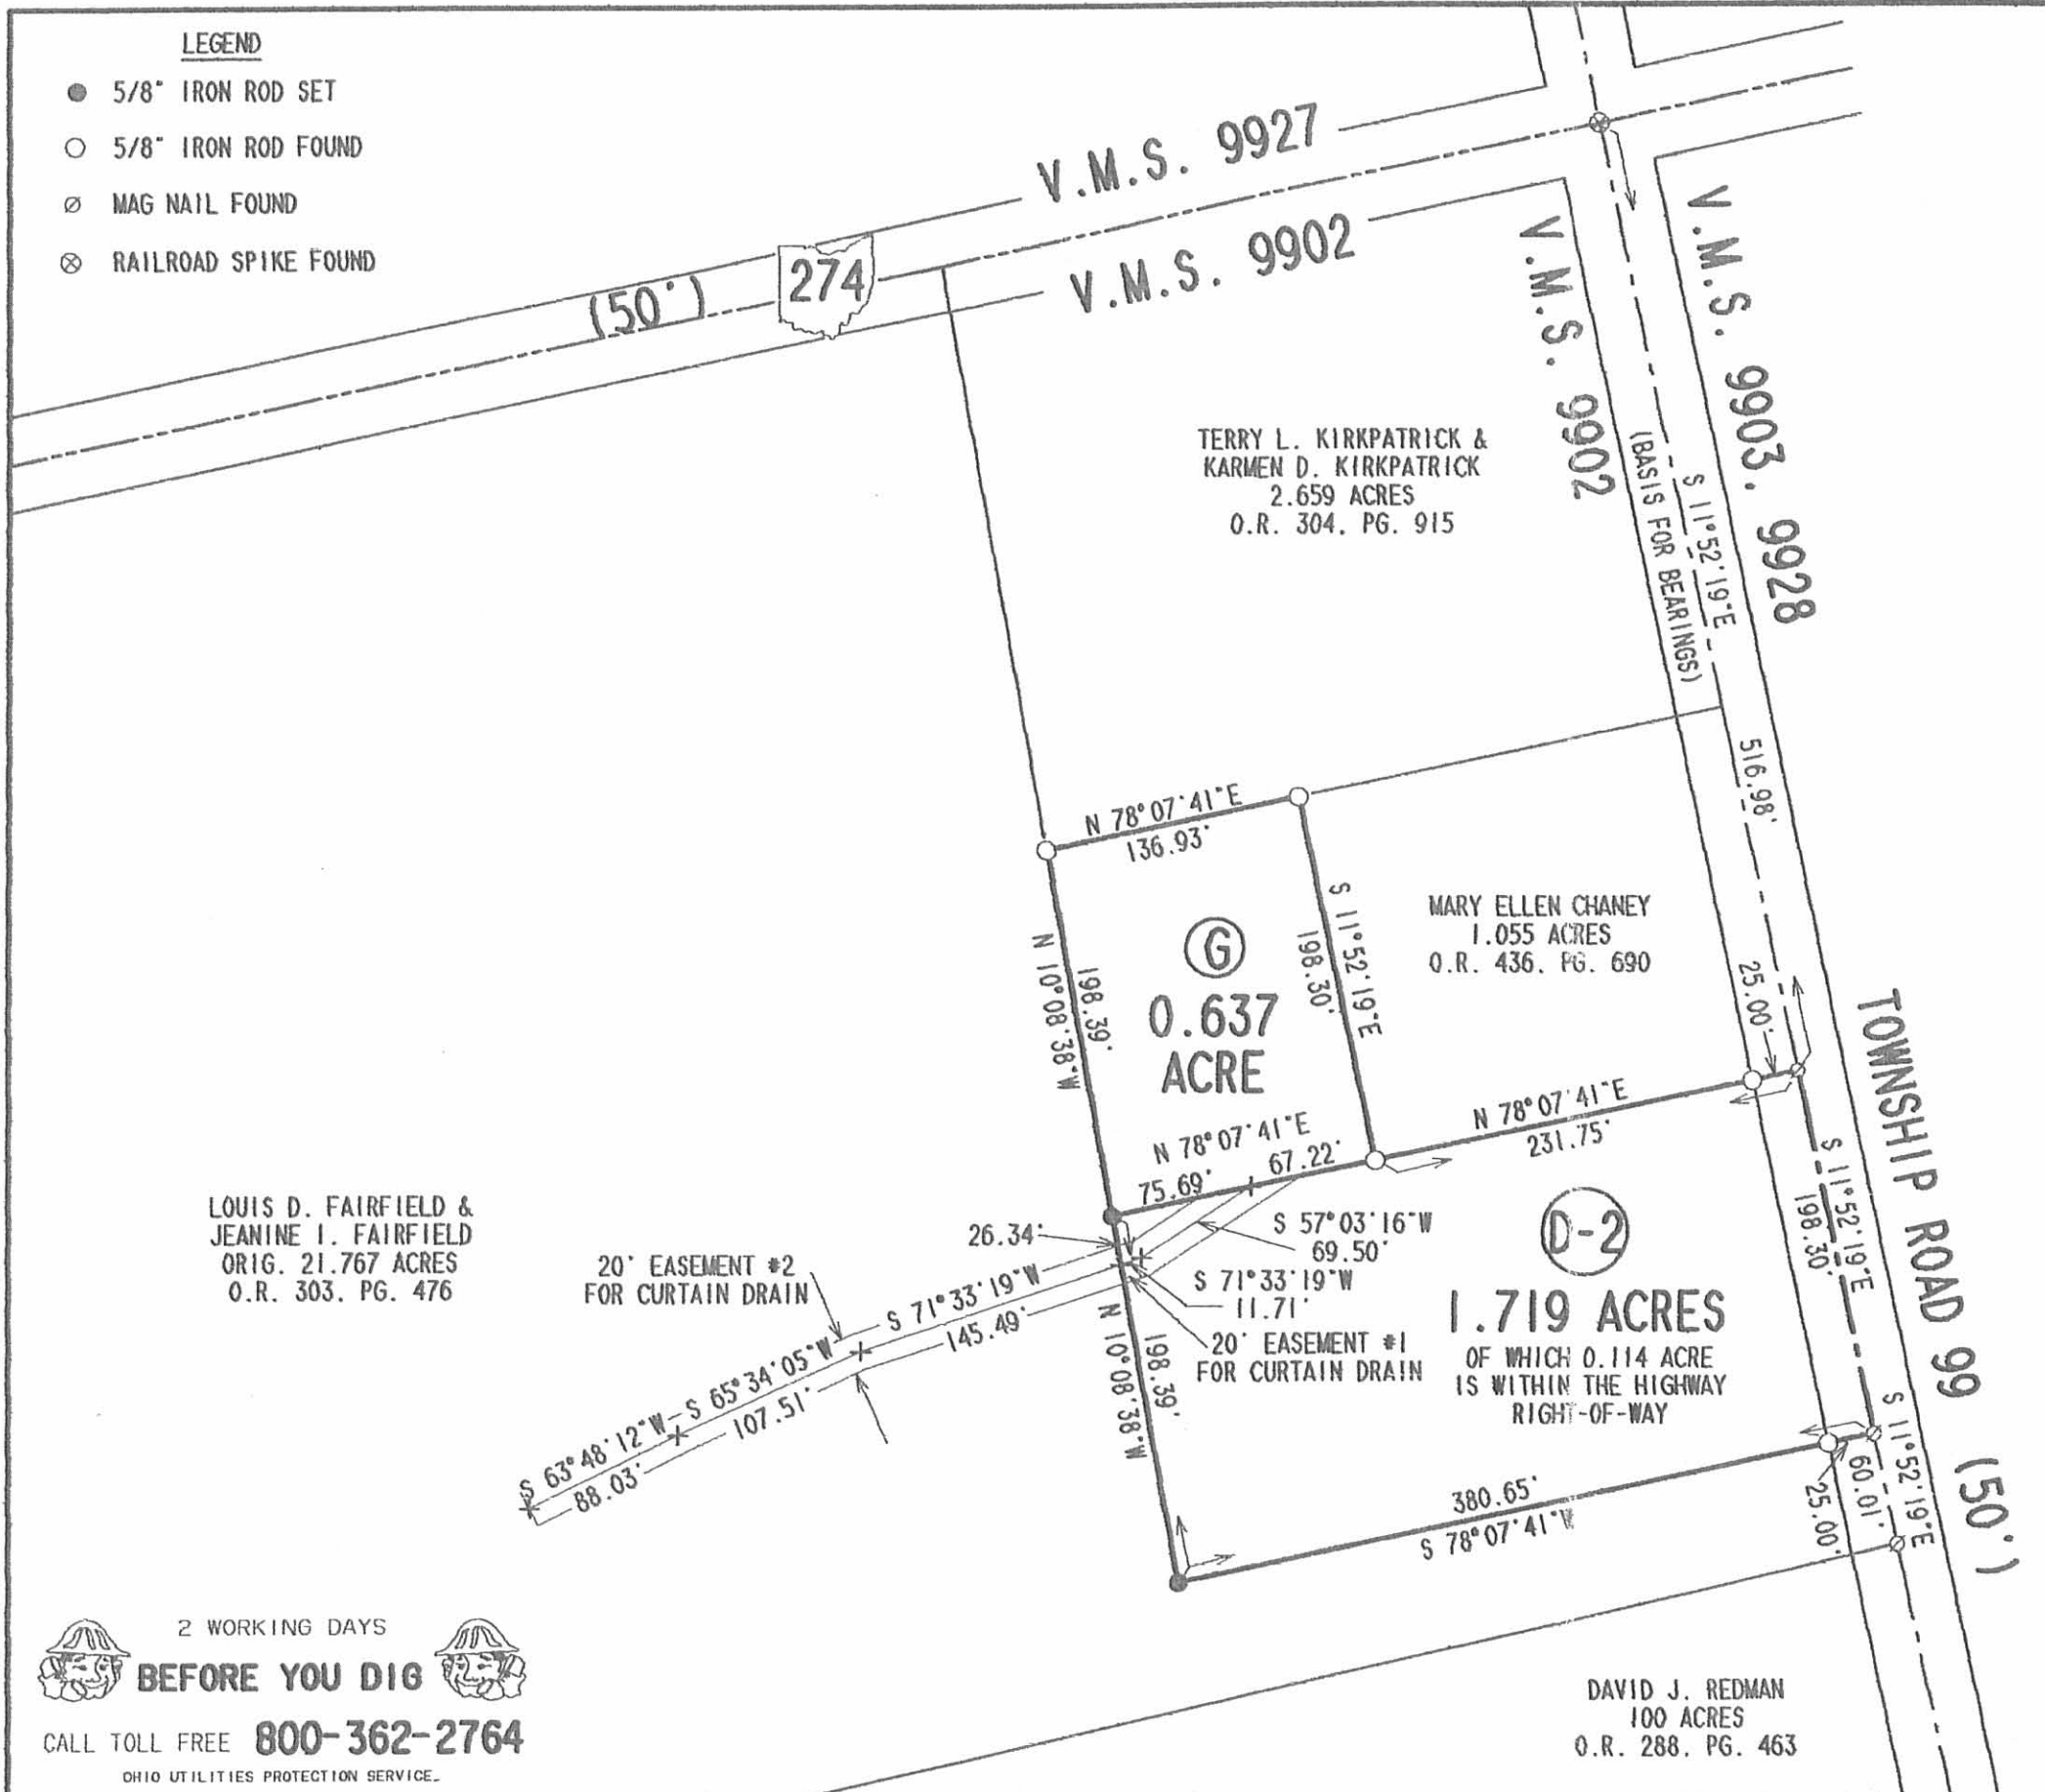 LEGEND
5/8" IRON ROD SET
5/8" IRON ROD FOUND
MAG NAIL FOUND
RAILROAD SPIKE FOUND
V.M.S. 9927
V.M.S. 9902
274
(50')
V.M.S. 9902
V.M.S. 9903. 9928
(BASIS FOR BEARINGS)
S 11°52'19"E
516.98'
TERRY L. KIRKPATRICK &
KARMEN D. KIRKPATRICK
2.659 ACRES
O.R. 304. PG. 915
N 78°07'41"E
136.93'
S 11°52'19"E
198.30'
N 10°08'38"W
198.39'
G
0.637
ACRE
MARY ELLEN CHANEY
1.055 ACRES
O.R. 436. PG. 690
25.00'
N 78°07'41"E
231.75'
N 78°07'41"E
75.69'
67.22'
TOWNSHIP ROAD 99 (50')
S 11°52'19"E
198.30'
LOUIS D. FAIRFIELD &
JEANINE I. FAIRFIELD
ORIG. 21.767 ACRES
O.R. 303. PG. 476
20' EASEMENT #2
FOR CURTAIN DRAIN
26.34'
S 57°03'16"W
69.50'
S 71°33'19"W
11.71'
20' EASEMENT #1
FOR CURTAIN DRAIN
S 71°33'19"W
145.49'
S 65°34'05"W
107.51'
S 63°48'12"W
88.03'
N 10°08'38"W
198.39'
D-2
1.719 ACRES
OF WHICH 0.114 ACRE
IS WITHIN THE HIGHWAY
RIGHT-OF-WAY
380.65'
S 78°07'41"W
25.00'
60.01'
S 11°52'19"E
2 WORKING DAYS
BEFORE YOU DIG
CALL TOLL FREE 800-362-2764
OHIO UTILITIES PROTECTION SERVICE.
DAVID J. REDMAN
100 ACRES
O.R. 288. PG. 463